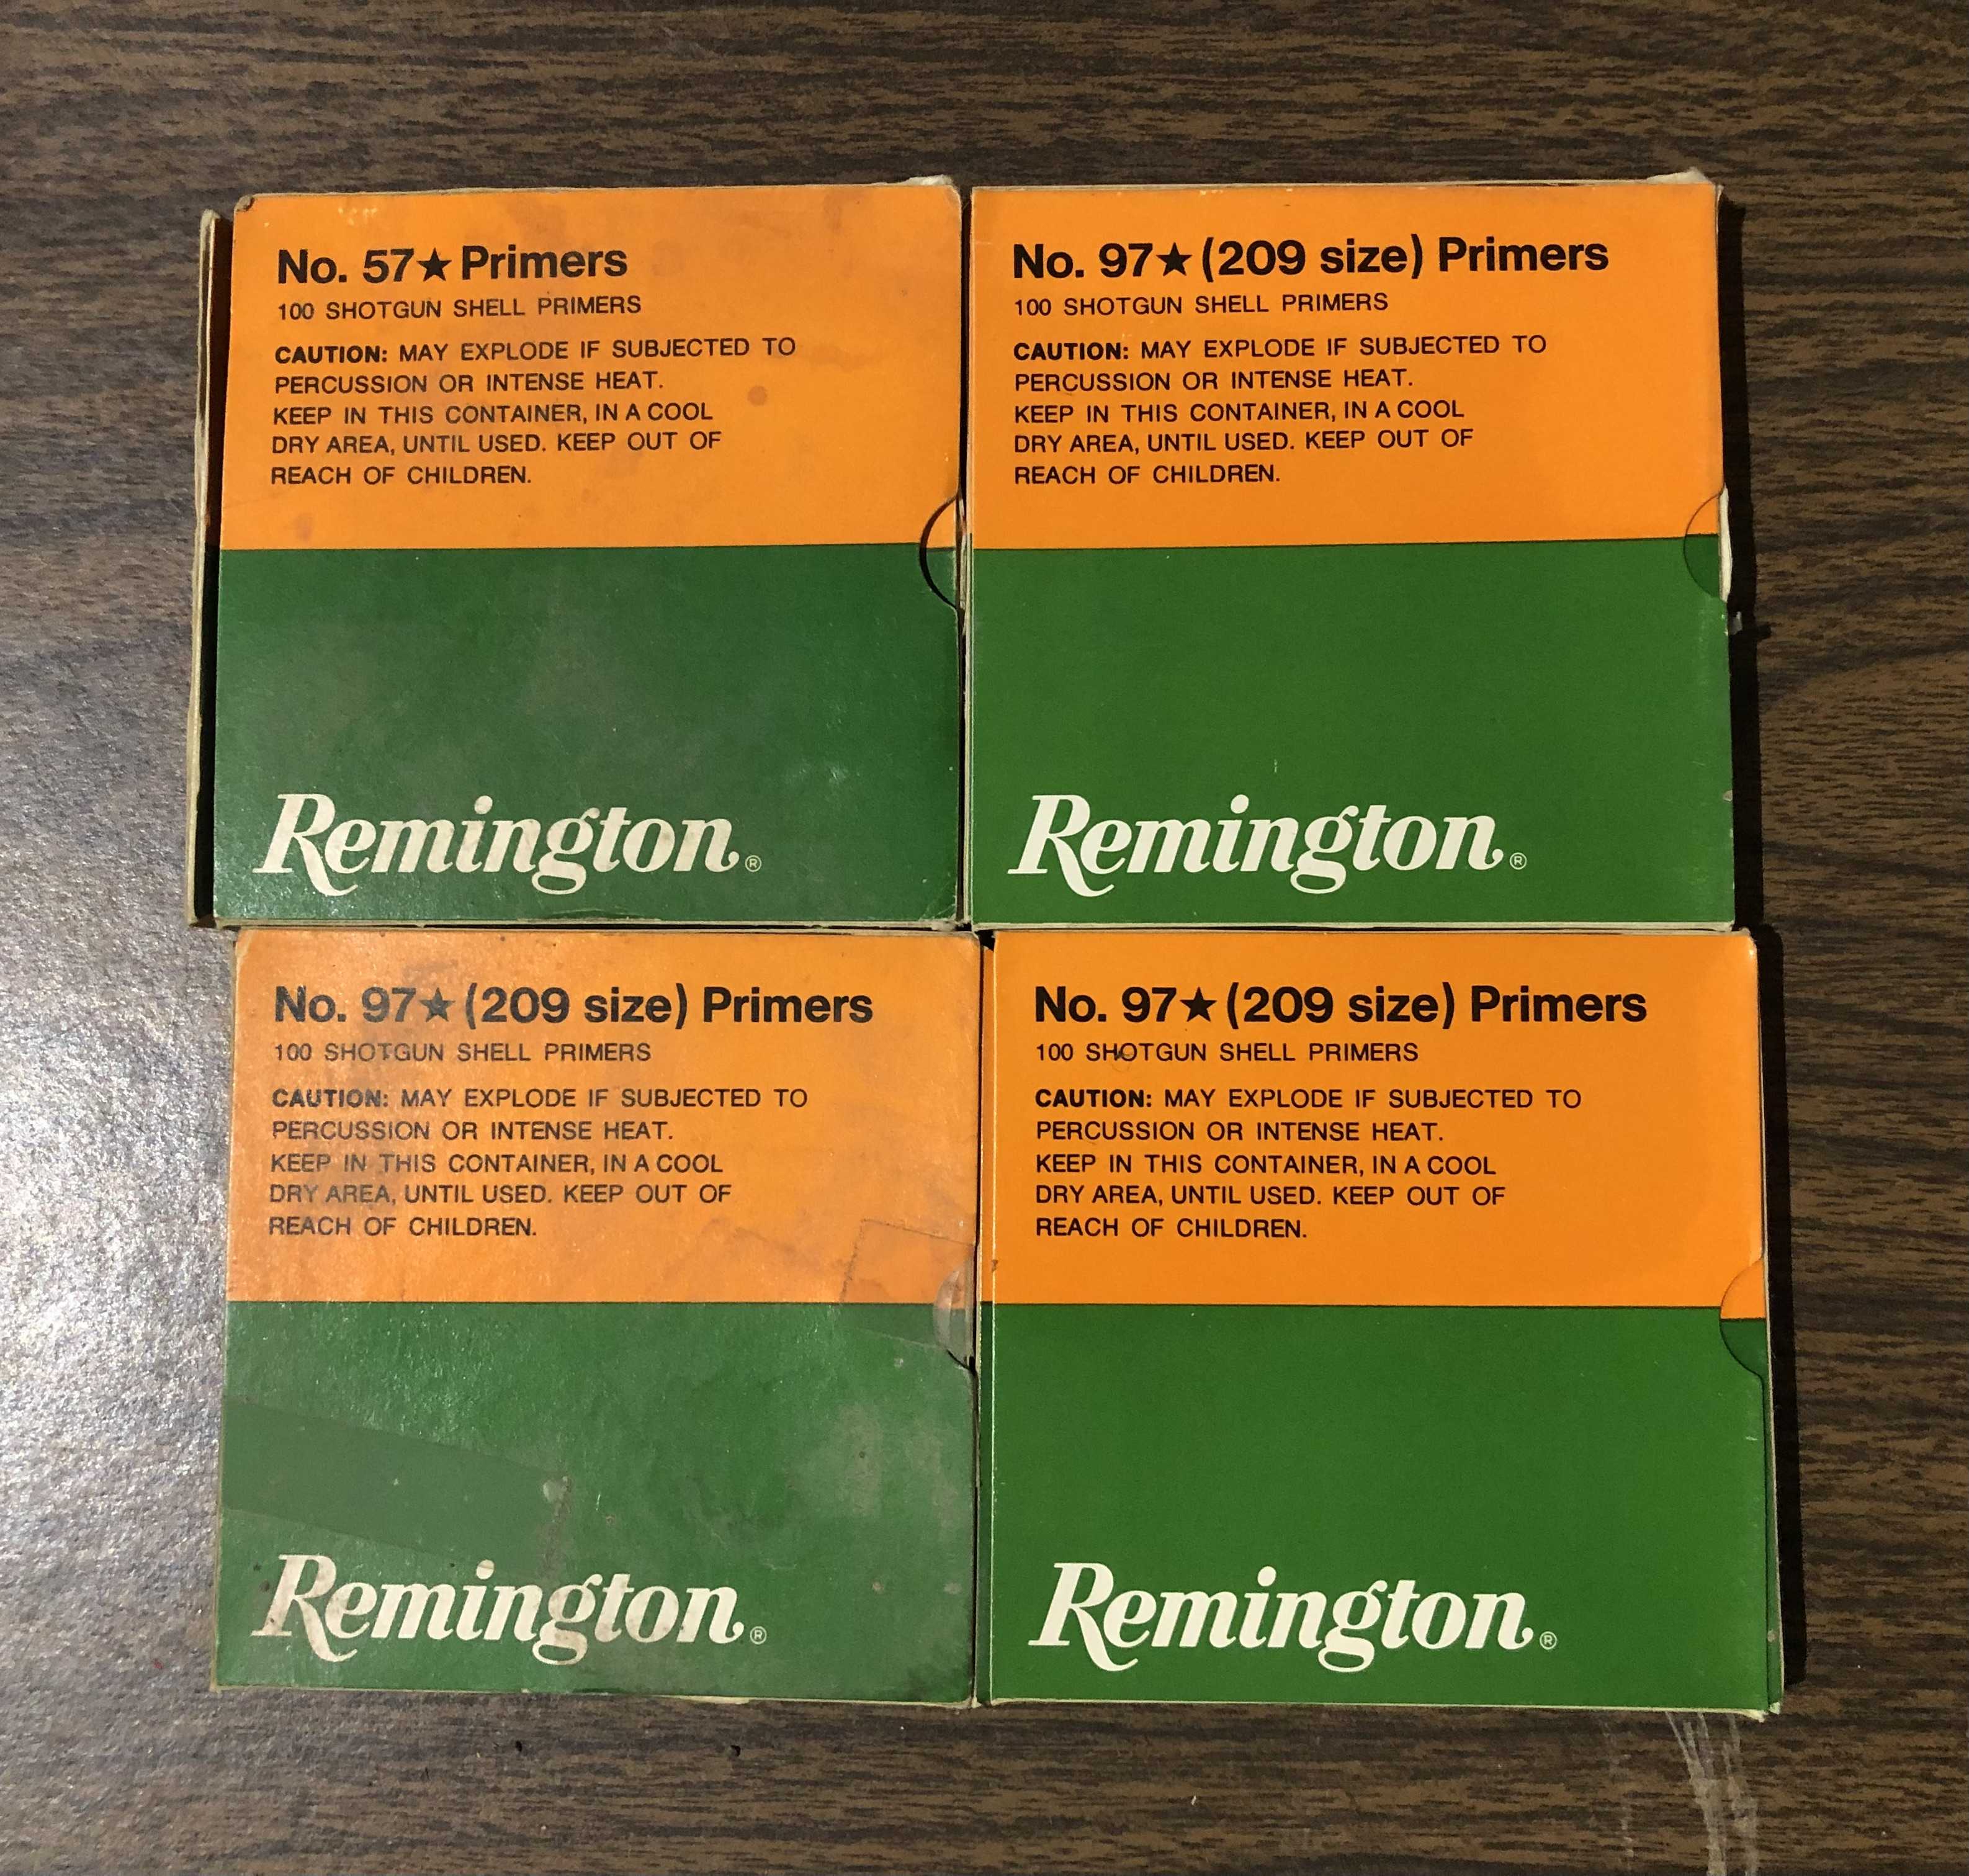 No. 57★ Primers
100 SHOTGUN SHELL PRIMERS
CAUTION: MAY EXPLODE IF SUBJECTED TO
PERCUSSION OR INTENSE HEAT.
KEEP IN THIS CONTAINER, IN A COOL
DRY AREA, UNTIL USED. KEEP OUT OF
REACH OF CHILDREN.
Remington®
No. 97★ (209 size) Primers
100 SHOTGUN SHELL PRIMERS
CAUTION: MAY EXPLODE IF SUBJECTED TO
PERCUSSION OR INTENSE HEAT.
KEEP IN THIS CONTAINER, IN A COOL
DRY AREA, UNTIL USED. KEEP OUT OF
REACH OF CHILDREN.
Remington®
No. 97★ (209 size) Primers
100 SHOTGUN SHELL PRIMERS
CAUTION: MAY EXPLODE IF SUBJECTED TO
PERCUSSION OR INTENSE HEAT.
KEEP IN THIS CONTAINER, IN A COOL
DRY AREA, UNTIL USED. KEEP OUT OF
REACH OF CHILDREN.
Remington®
No. 97★ (209 size) Primers
100 SHOTGUN SHELL PRIMERS
CAUTION: MAY EXPLODE IF SUBJECTED TO
PERCUSSION OR INTENSE HEAT.
KEEP IN THIS CONTAINER, IN A COOL
DRY AREA, UNTIL USED. KEEP OUT OF
REACH OF CHILDREN.
Remington®